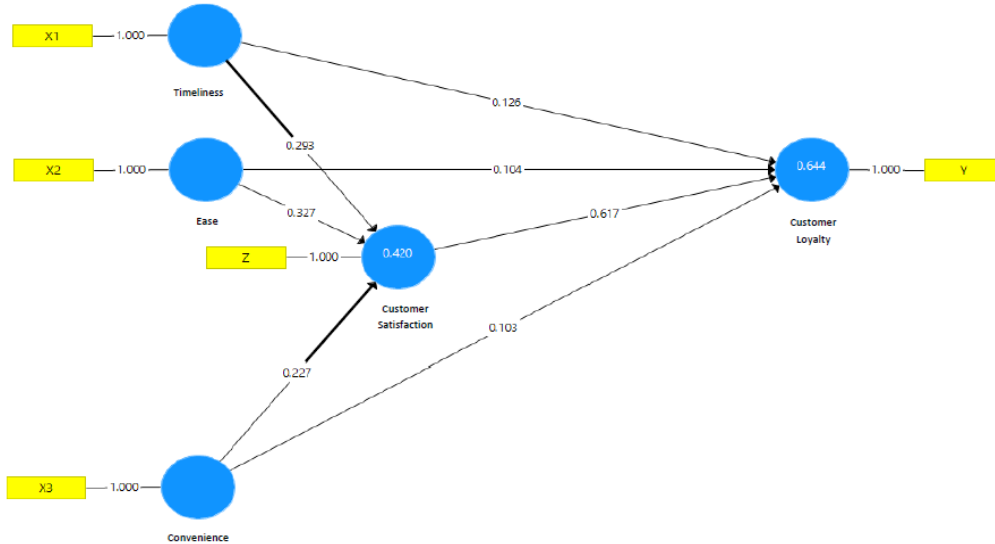 X1
1.000
Timeliness
0.126
0.293
X2
1.000
0.104
0.644
1.000
Y
Ease
0.327
0.617
Customer
Loyalty
Z
1.000
0.420
Customer
Satisfaction
0.103
0.227
X3
1.000
Convenience